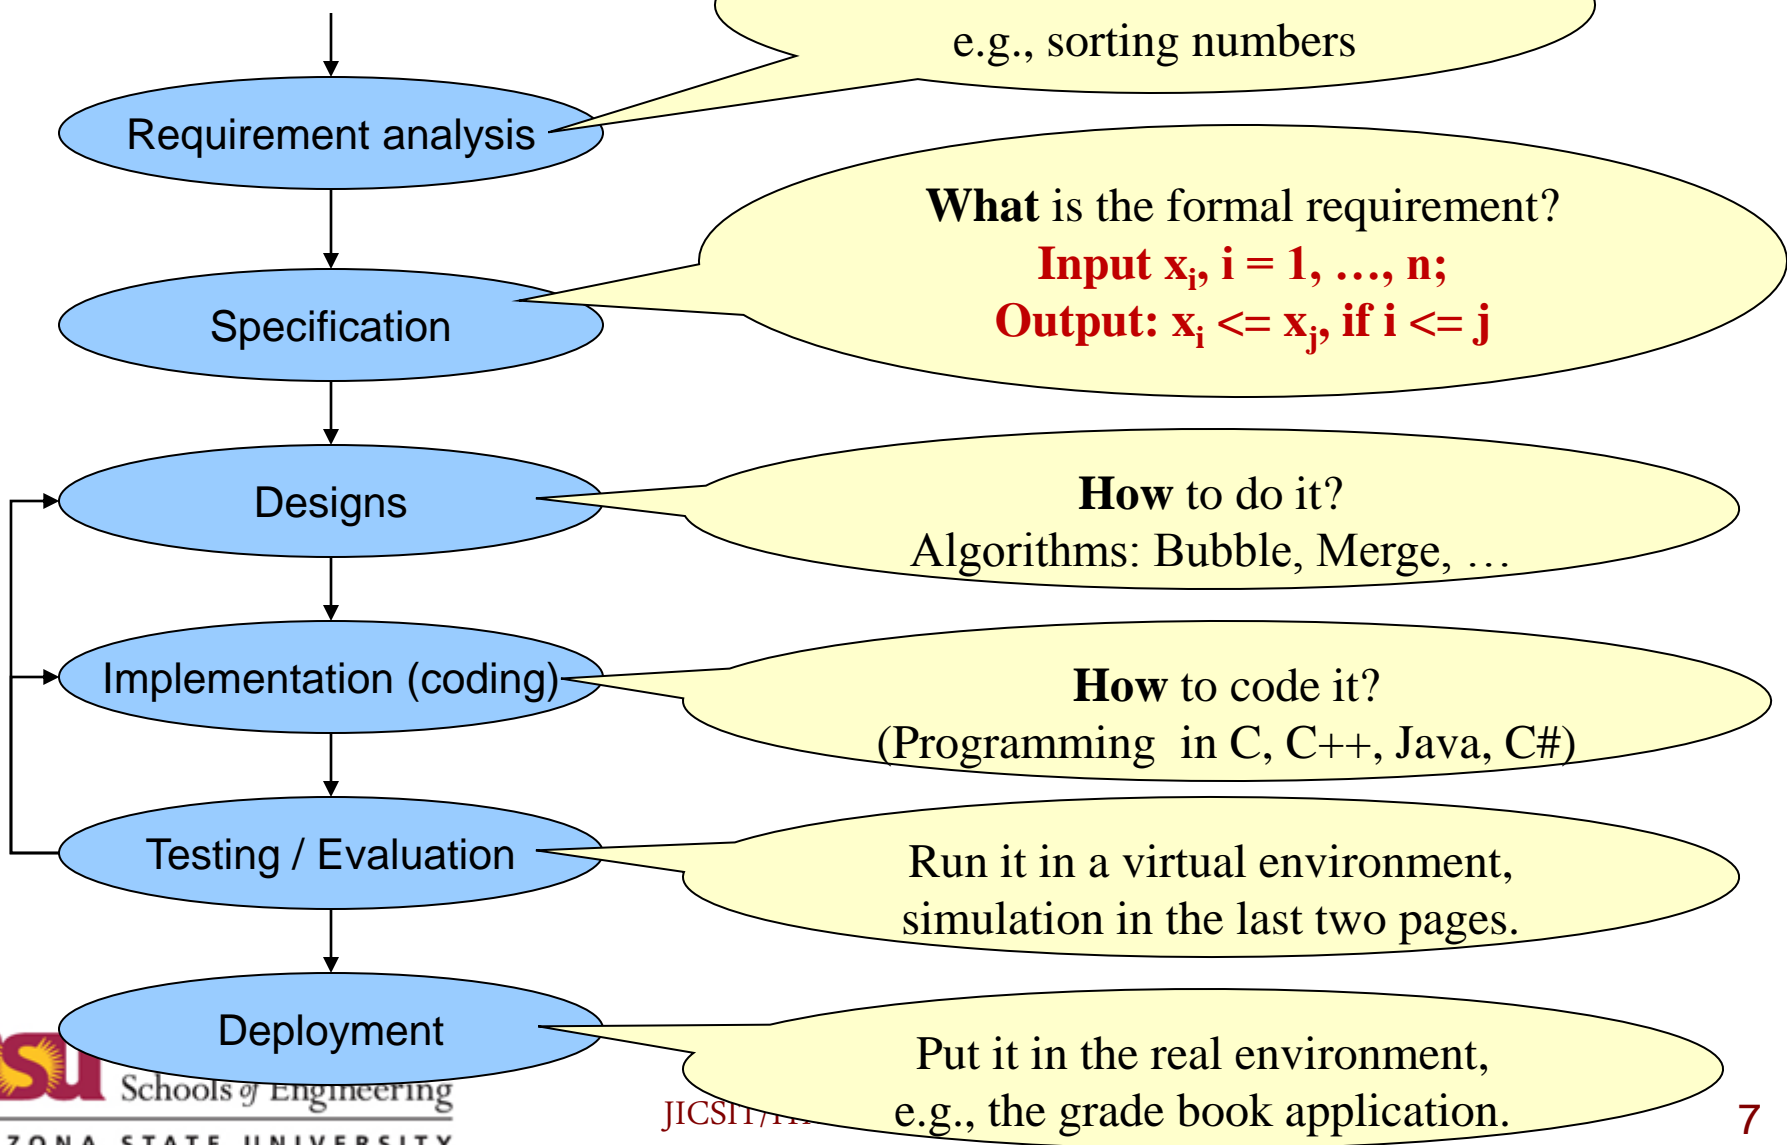 e.g., sorting numbers
Requirement analysis
What is the formal requirement?
Input xi, i = 1, …, n;
Output: xi <= xj, if i <= j
Specification
Designs
How to do it?
Algorithms: Bubble, Merge, …
Implementation (coding)
How to code it?
(Programming in C, C++, Java, C#)
Testing / Evaluation
Run it in a virtual environment,
simulation in the last two pages.
Deployment
Put it in the real environment,
e.g., the grade book application.
Schools of Engineering
STATE UNIVERSITY
7